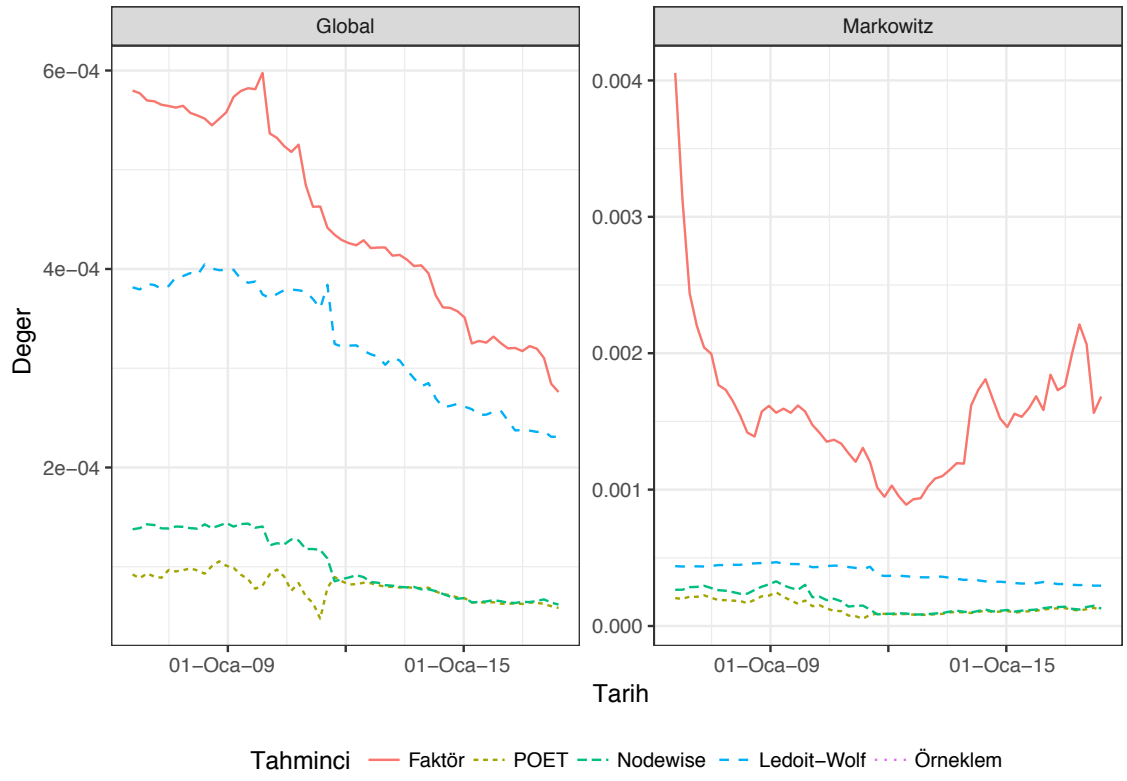 Global
Markowitz
Deger
6e−04
4e−04
2e−04
0.004
0.003
0.002
0.001
0.000
01−Oca−09
01−Oca−15
01−Oca−09
01−Oca−15
Tarih
Tahminci Faktör POET Nodewise Ledoit−Wolf Örneklem